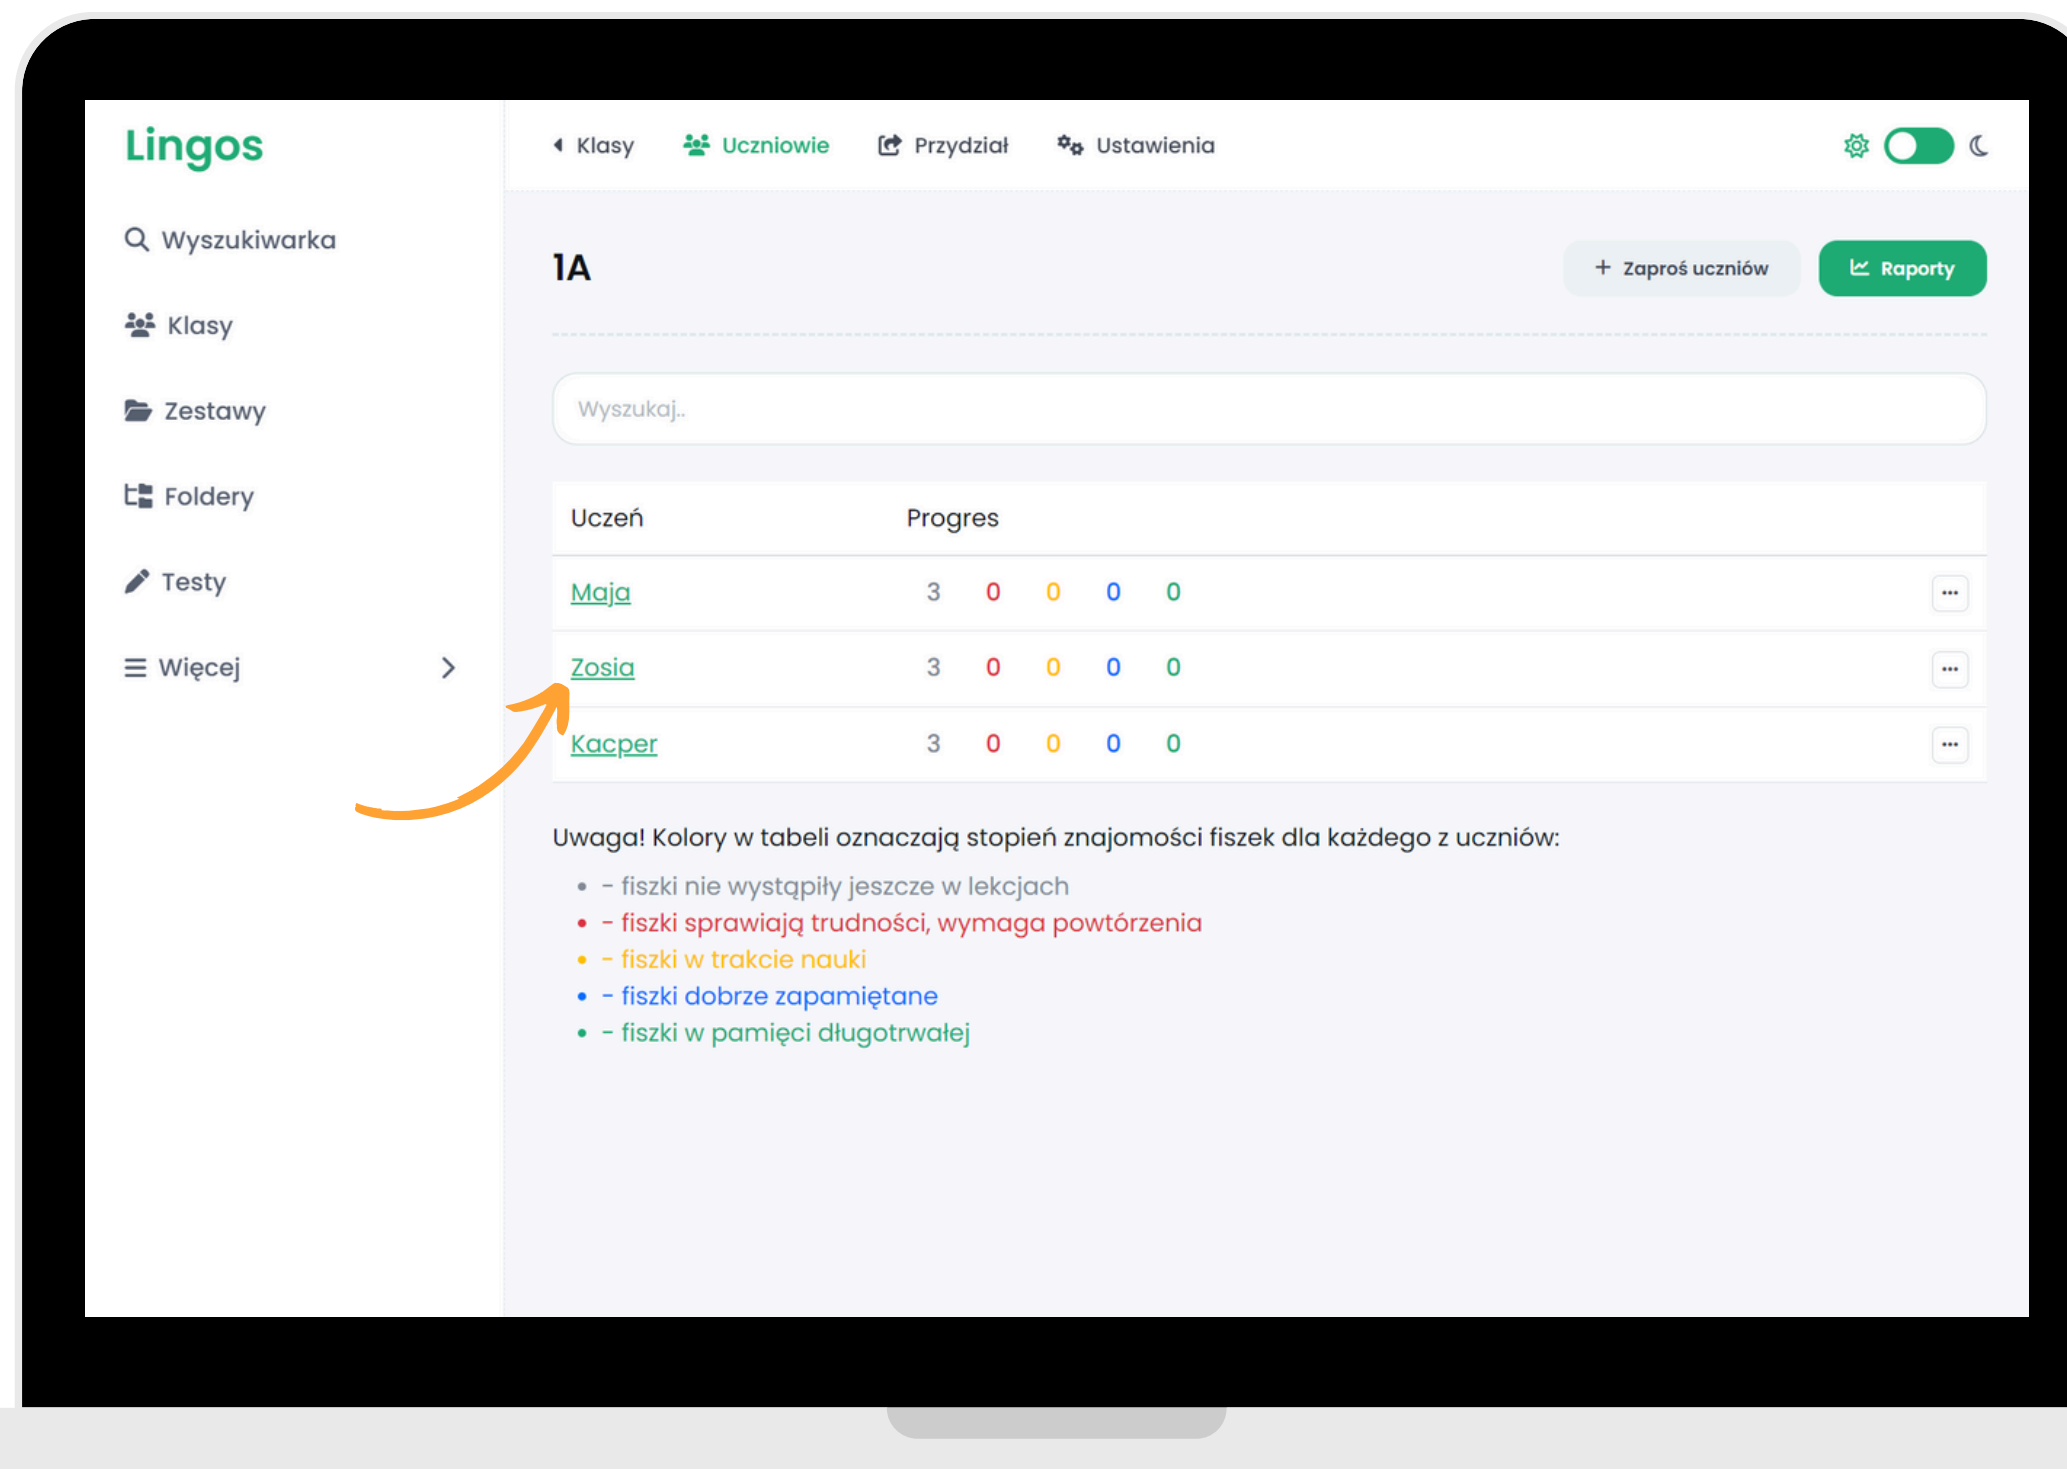 Lingos
Klasy Uczniowie Przydział Ustawienia
Wyszukiwarka
Klasy
Zestawy
Foldery
Testy
Więcej
1A
+ Zaproś uczniów Raporty
Wyszukaj..
Uczeń Progres
Maja 3 0 0 0 0 ...
Zosia 3 0 0 0 0 ...
Kacper 3 0 0 0 0 ...
Uwaga! Kolory w tabeli oznaczają stopień znajomości fiszek dla każdego z uczniów:
• - fiszki nie wystąpiły jeszcze w lekcjach
• - fiszki sprawiają trudności, wymaga powtórzenia
• - fiszki w trakcie nauki
• - fiszki dobrze zapamiętane
• - fiszki w pamięci długotrwałej